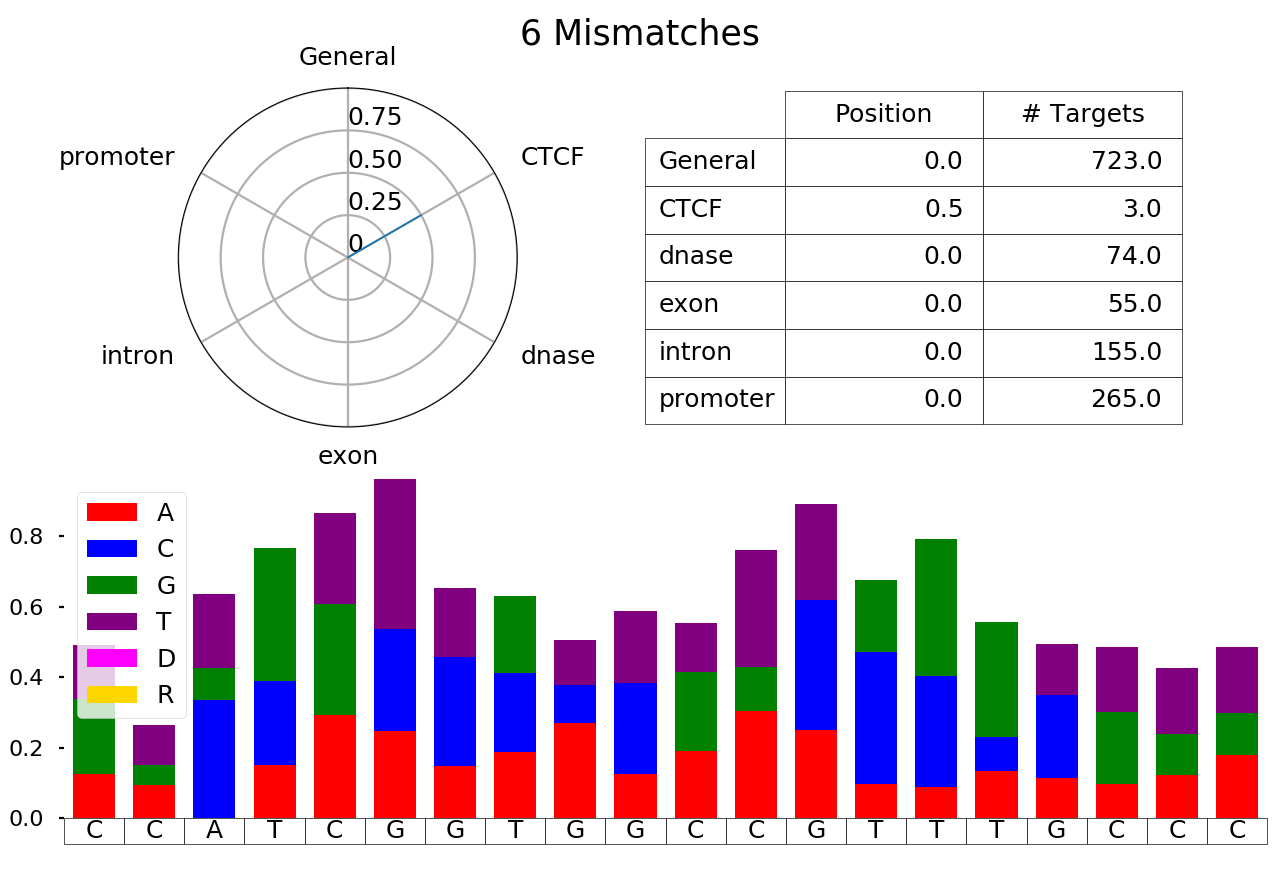 6 Mismatches
General
promoter
CTCF
0.75
0.50
0.25
0
intron
dnase
exon
Position # Targets
General 0.0 723.0
CTCF 0.5 3.0
dnase 0.0 74.0
exon 0.0 55.0
intron 0.0 155.0
promoter 0.0 265.0
A
C
G
T
D
R
0.8
0.6
0.4
0.2
0.0
C C A T C G G T G G C C G T T T G C C C